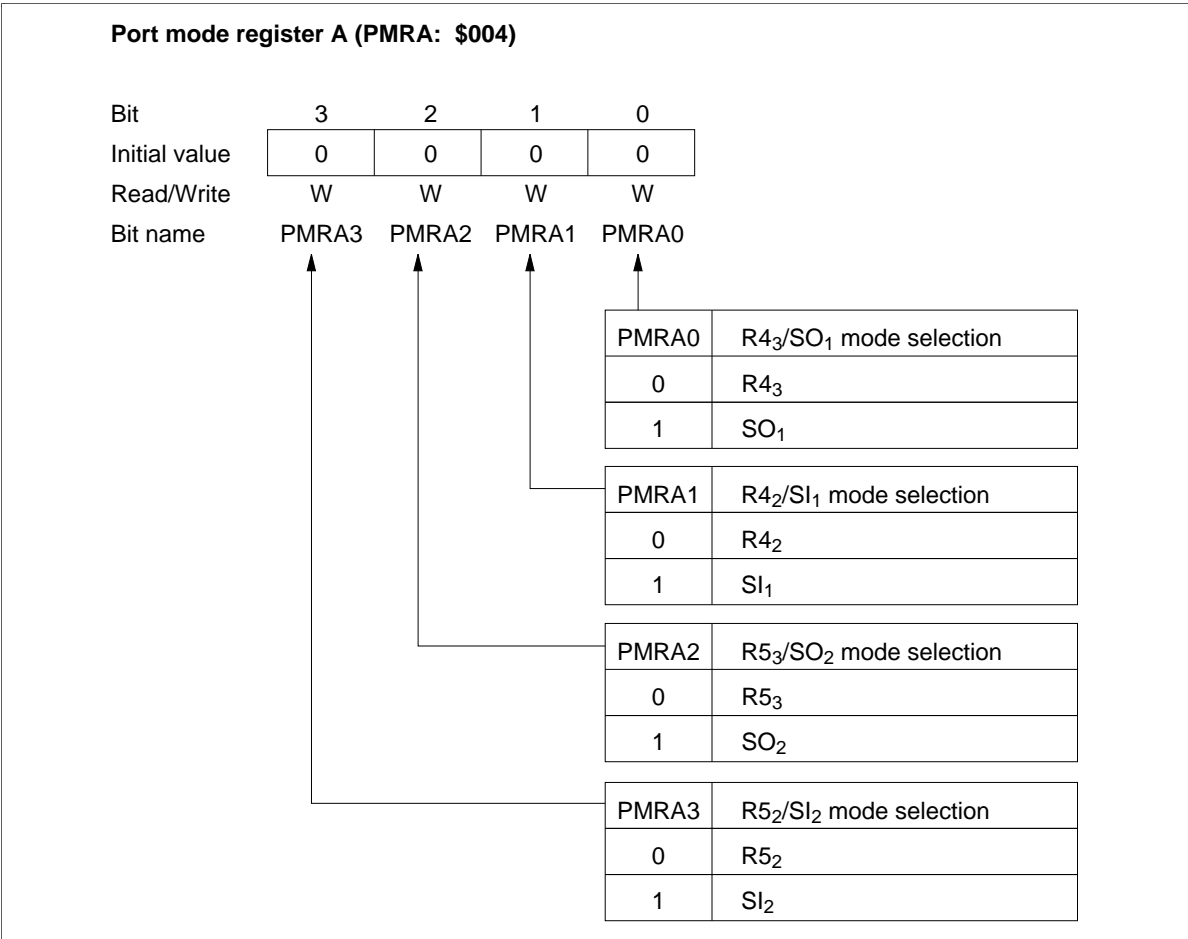 Port mode register A (PMRA: $004)
Bit 3 2 1 0
Initial value 0 0 0 0
Read/Write W W W W
Bit name PMRA3 PMRA2 PMRA1 PMRA0
PMRA0 R4₃/SO₁ mode selection
0 R4₃
1 SO₁
PMRA1 R4₂/SI₁ mode selection
0 R4₂
1 SI₁
PMRA2 R5₃/SO₂ mode selection
0 R5₃
1 SO₂
PMRA3 R5₂/SI₂ mode selection
0 R5₂
1 SI₂